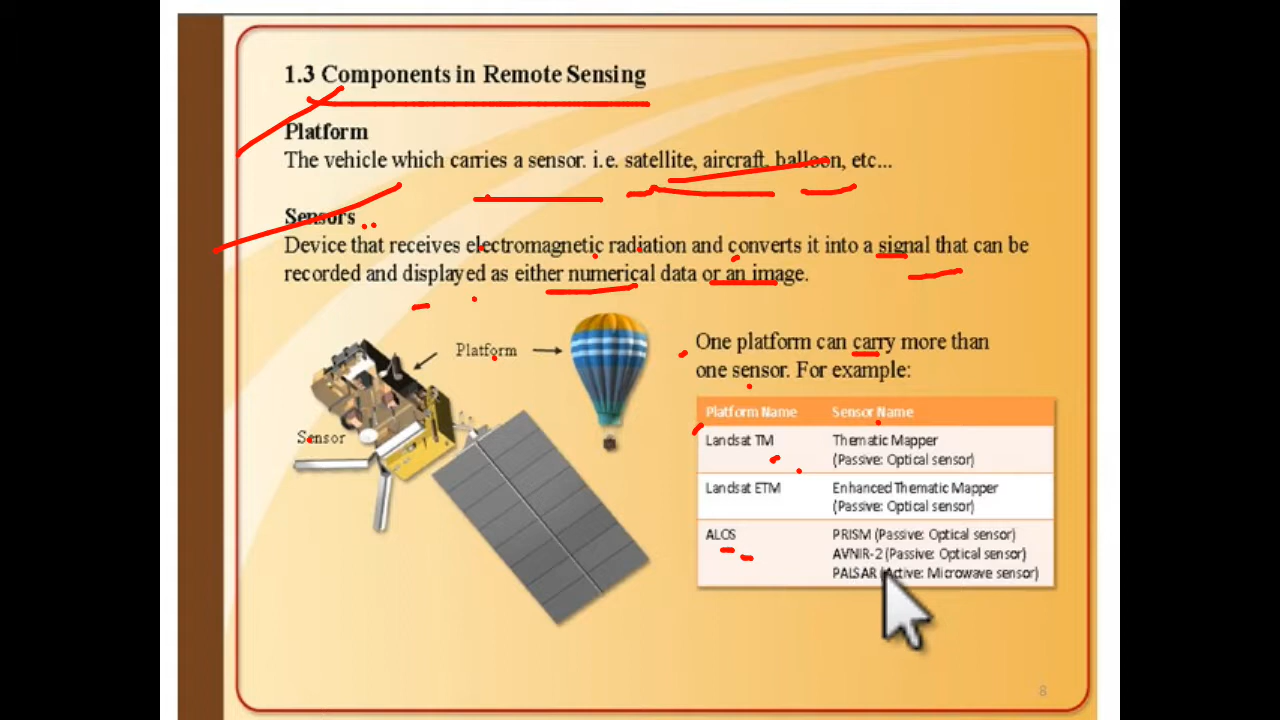 1.3 Components in Remote Sensing
Platform
The vehicle which carries a sensor. i.e. satellite, aircraft, balloon, etc...
Sensors
Device that receives electromagnetic radiation and converts it into a signal that can be
recorded and displayed as either numerical data or an image.
Platform
Sensor
One platform can carry more than
one sensor. For example:
Platform Name Sensor Name
Landsat TM Thematic Mapper
(Passive: Optical sensor)
Landsat ETM Enhanced Thematic Mapper
(Passive: Optical sensor)
ALOS PRISM (Passive: Optical sensor)
AVNIR-2 (Passive: Optical sensor)
PALSAR (Active: Microwave sensor)
8